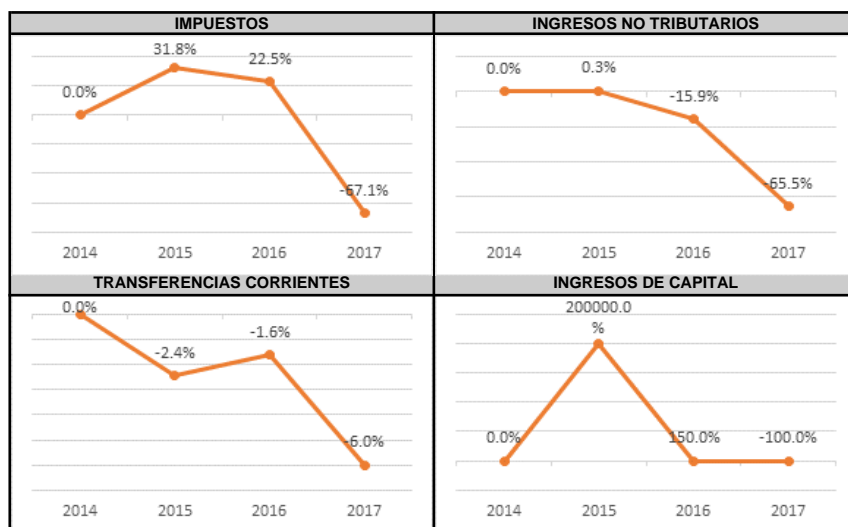 IMPUESTOS
0.0%
31.8%
22.5%
-67.1%
2014 2015 2016 2017
INGRESOS NO TRIBUTARIOS
0.0%
0.3%
-15.9%
-65.5%
2014 2015 2016 2017
TRANSFERENCIAS CORRIENTES
0.0%
-2.4%
-1.6%
-6.0%
2014 2015 2016 2017
INGRESOS DE CAPITAL
0.0%
200000.0
%
150.0%
-100.0%
2014 2015 2016 2017